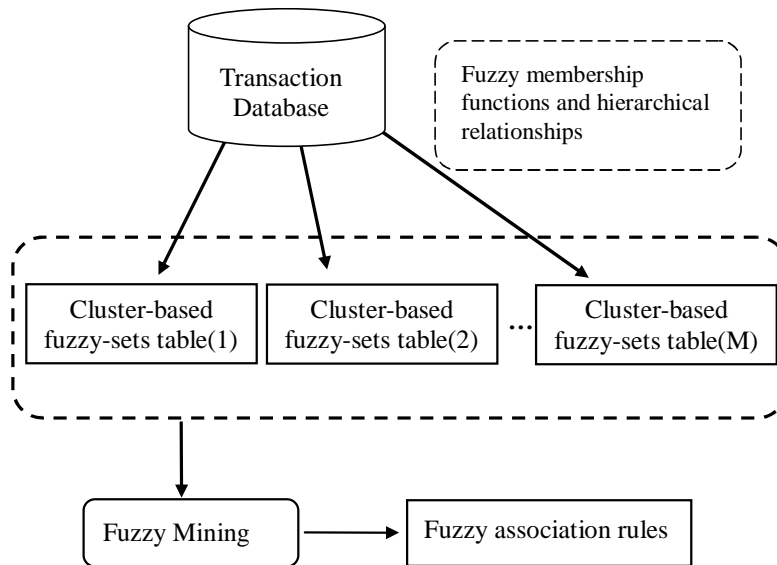 Transaction
Database
Fuzzy membership
functions and hierarchical
relationships
Cluster-based
fuzzy-sets table(1)
Cluster-based
fuzzy-sets table(2)
...
Cluster-based
fuzzy-sets table(M)
Fuzzy Mining
Fuzzy association rules